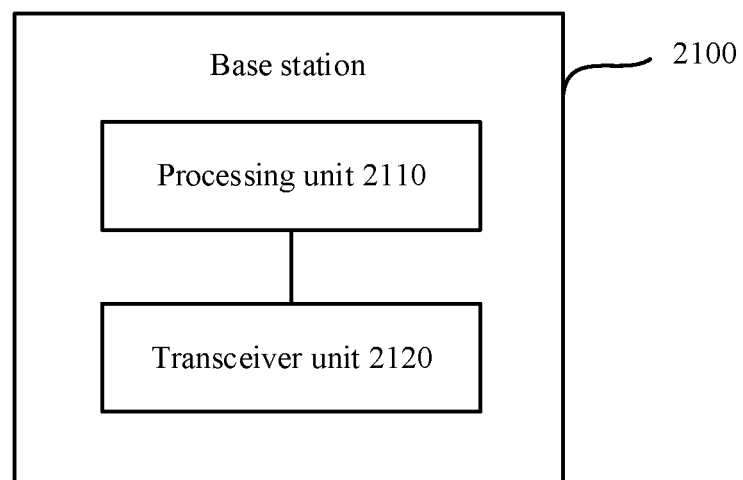 Base station
2100
Processing unit 2110
Transceiver unit 2120